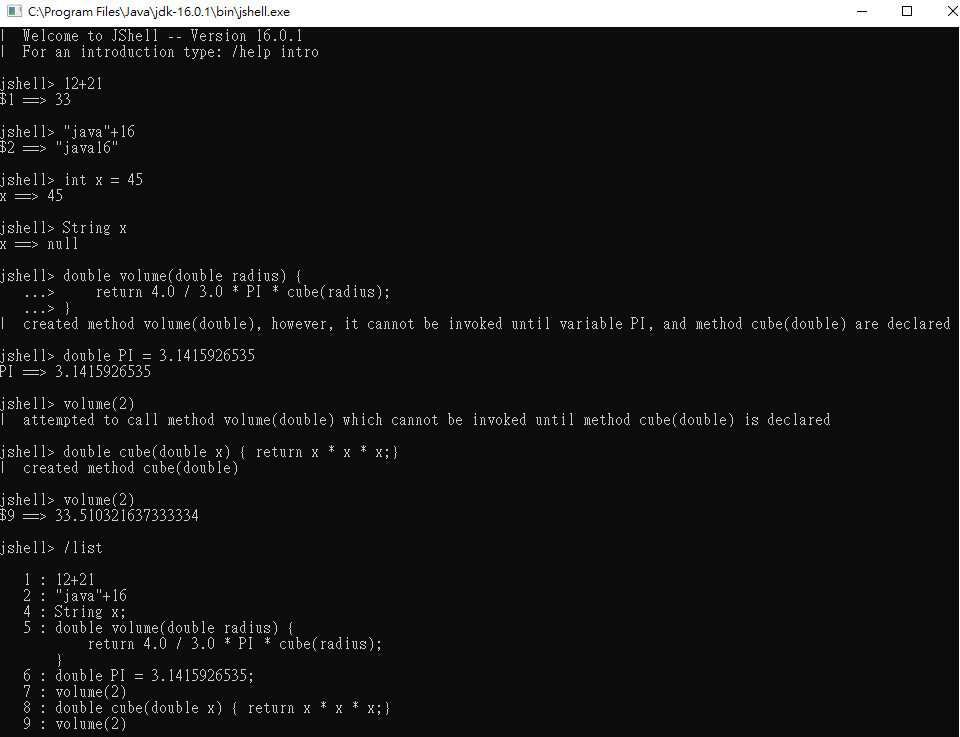 C:\Program Files\Java\jdk-16.0.1\bin\jshell.exe
|  Welcome to JShell -- Version 16.0.1
|  For an introduction type: /help intro
jshell> 12+21
$1 ==> 33
jshell> "java"+16
$2 ==> "java16"
jshell> int x = 45
x ==> 45
jshell> String x
x ==> null
jshell> double volume(double radius) {
   ...>     return 4.0 / 3.0 * PI * cube(radius);
   ...> }
|  created method volume(double), however, it cannot be invoked until variable PI, and method cube(double) are declared
jshell> double PI = 3.1415926535
PI ==> 3.1415926535
jshell> volume(2)
|  attempted to call method volume(double) which cannot be invoked until method cube(double) is declared
jshell> double cube(double x) { return x * x * x;}
|  created method cube(double)
jshell> volume(2)
$9 ==> 33.510321637333334
jshell> /list
   1 : 12+21
   2 : "java"+16
   4 : String x;
   5 : double volume(double radius) {
           return 4.0 / 3.0 * PI * cube(radius);
       }
   6 : double PI = 3.1415926535;
   7 : volume(2)
   8 : double cube(double x) { return x * x * x;}
   9 : volume(2)